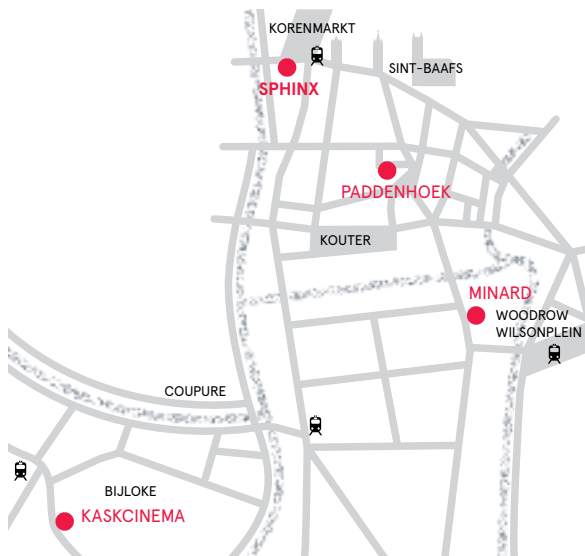 KORENMARKT
SINT-BAAFS
SPHINX
PADDENHOEK
KOUTER
MINARD
WOODROW
WILSONPLEIN
COUPURE
BIJLOKE
KASKCINEMA